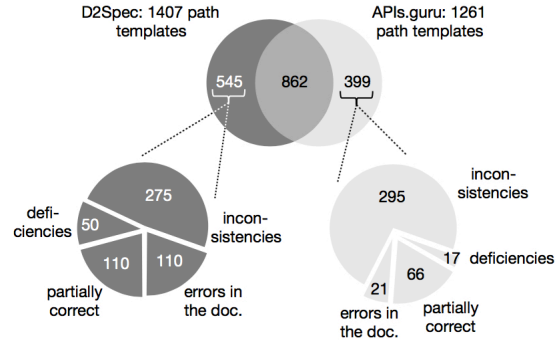 D2Spec: 1407 path
templates
APIs.guru: 1261
path templates
545
862
399
275
defi-
ciencies
50
incon-
sistencies
110
110
partially
correct
errors in
the doc.
295
incon-
sistencies
17 deficiencies
66
21
errors in
the doc.
partially
correct